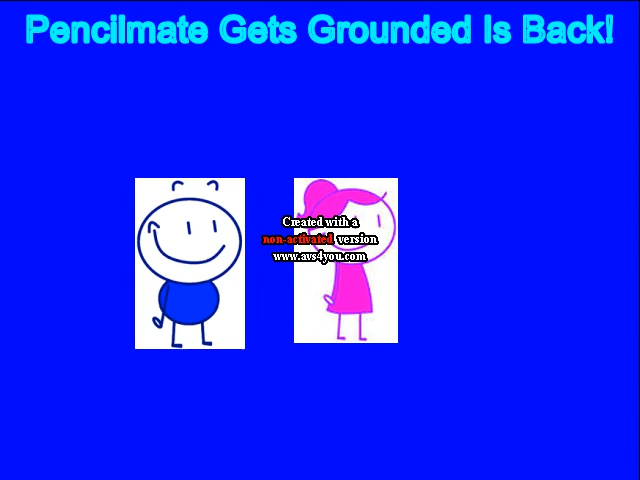 Pencilmate Gets Grounded Is Back!
Created with a
non-activated version
www.avs4you.com